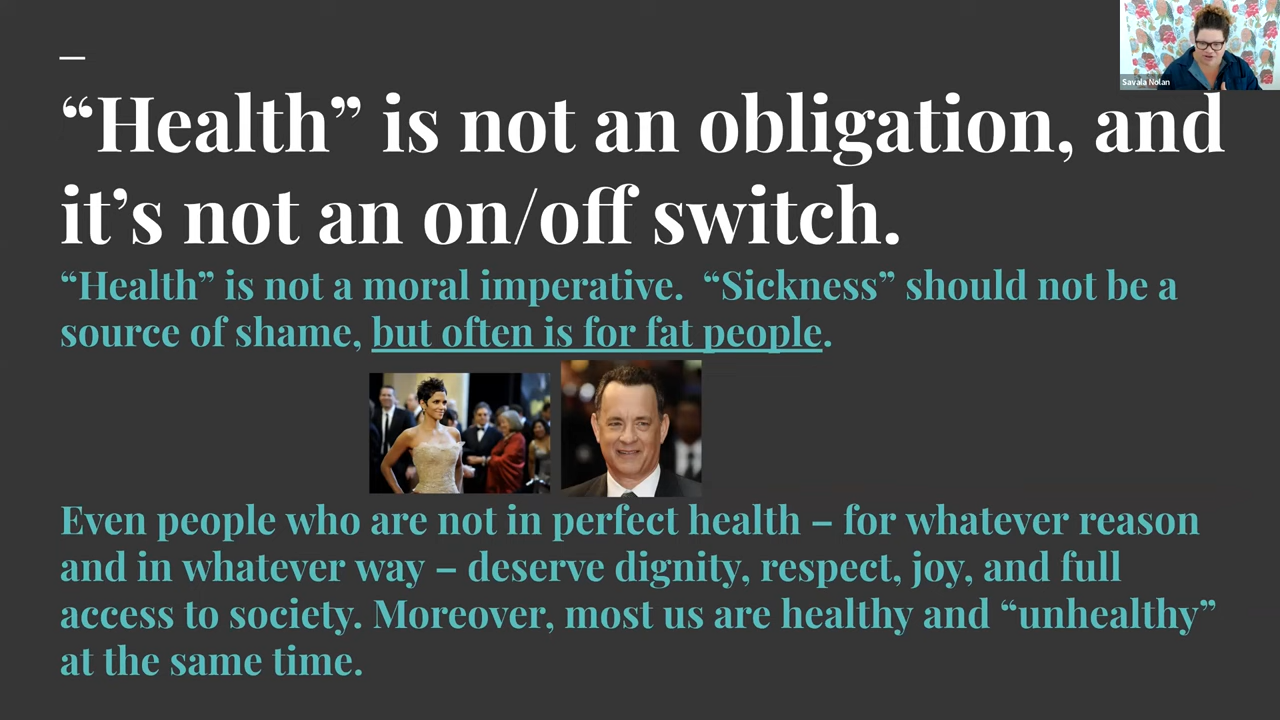 Savala Nolan
“Health” is not an obligation, and
it’s not an on/off switch.
“Health” is not a moral imperative.  “Sickness” should not be a
source of shame, but often is for fat people.
Even people who are not in perfect health – for whatever reason
and in whatever way – deserve dignity, respect, joy, and full
access to society. Moreover, most us are healthy and “unhealthy”
at the same time.